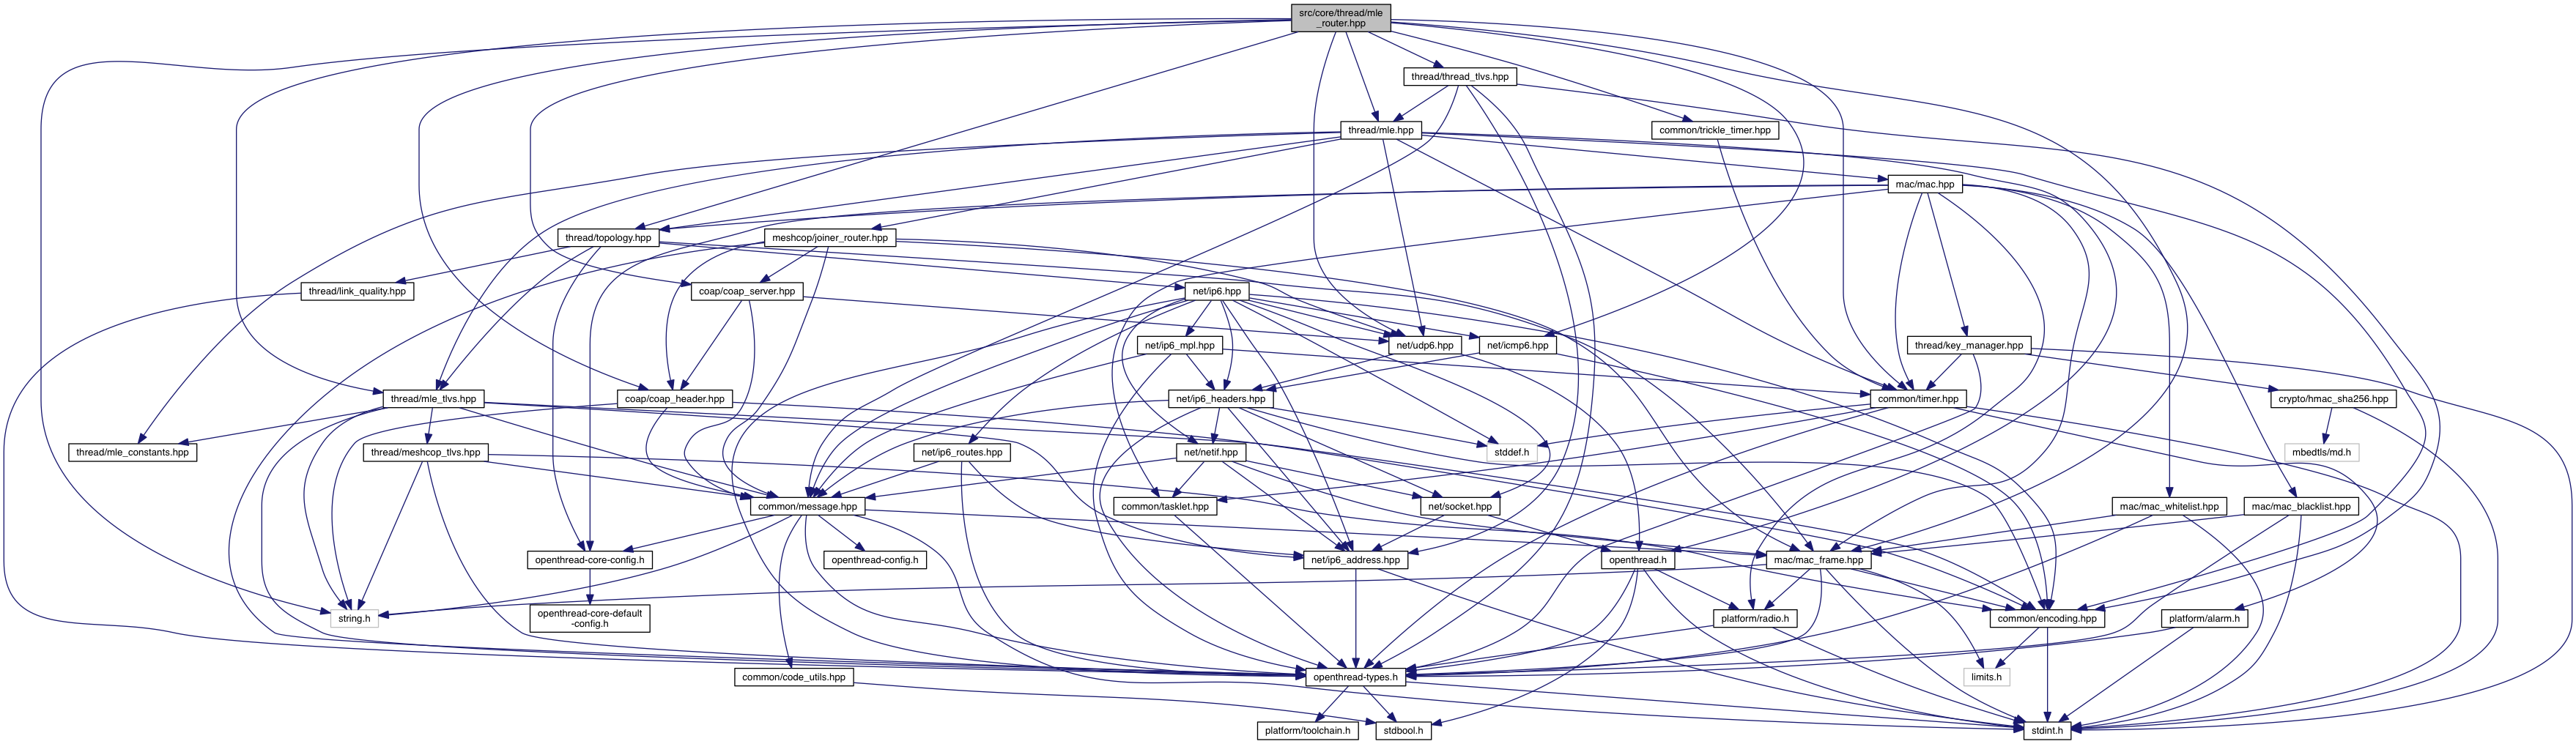 src/core/thread/mle
_router.hpp
thread/thread_tlvs.hpp
thread/mle.hpp
common/trickle_timer.hpp
mac/mac.hpp
thread/topology.hpp
meshcop/joiner_router.hpp
thread/link_quality.hpp
coap/coap_server.hpp
net/ip6.hpp
net/ip6_mpl.hpp
net/udp6.hpp
net/icmp6.hpp
thread/key_manager.hpp
thread/mle_tlvs.hpp
coap/coap_header.hpp
net/ip6_headers.hpp
common/timer.hpp
crypto/hmac_sha256.hpp
thread/mle_constants.hpp
thread/meshcop_tlvs.hpp
net/ip6_routes.hpp
net/netif.hpp
stddef.h
mbedtls/md.h
common/message.hpp
common/tasklet.hpp
net/socket.hpp
mac/mac_whitelist.hpp
mac/mac_blacklist.hpp
openthread-core-config.h
openthread-config.h
net/ip6_address.hpp
openthread.h
mac/mac_frame.hpp
string.h
openthread-core-default
-config.h
platform/radio.h
common/encoding.hpp
platform/alarm.h
common/code_utils.hpp
openthread-types.h
limits.h
platform/toolchain.h
stdbool.h
stdint.h